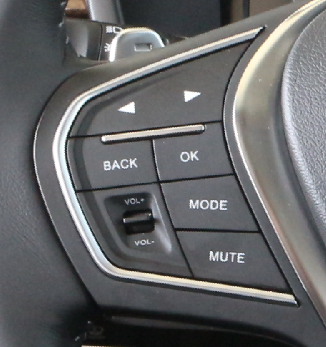 BACK OK
VOL+ MODE
VOL-
MUTE